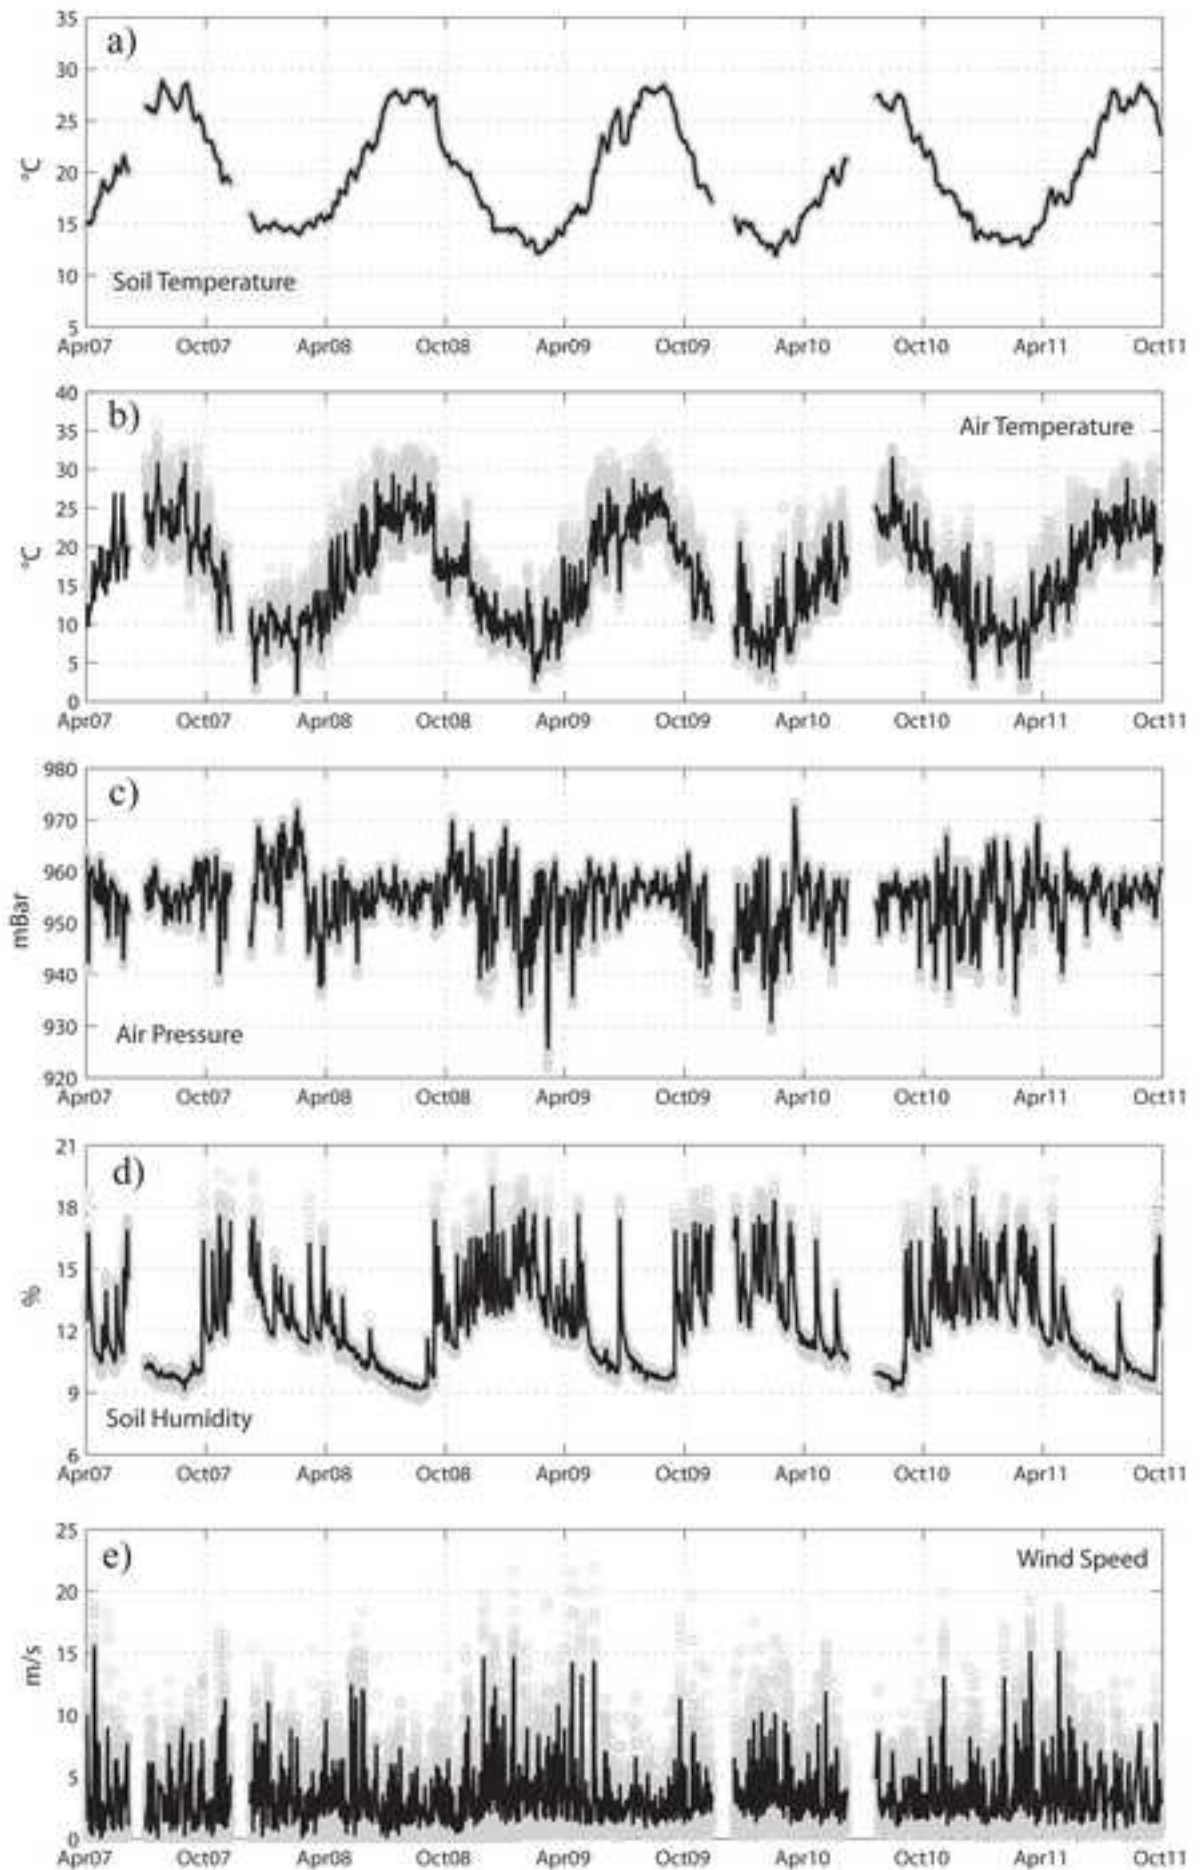 35
a)
30
25
°C
20
15
10
Soil Temperature
5
Apr07 Oct07 Apr08 Oct08 Apr09 Oct09 Apr10 Oct10 Apr11 Oct11
40
b)
35
Air Temperature
30
25
°C
20
15
10
5
0
Apr07 Oct07 Apr08 Oct08 Apr09 Oct09 Apr10 Oct10 Apr11 Oct11
980
c)
970
960
mBar
950
940
930
Air Pressure
920
Apr07 Oct07 Apr08 Oct08 Apr09 Oct09 Apr10 Oct10 Apr11 Oct11
21
d)
18
15
%
12
9
Soil Humidity
6
Apr07 Oct07 Apr08 Oct08 Apr09 Oct09 Apr10 Oct10 Apr11 Oct11
25
e)
Wind Speed
20
15
m/s
10
5
0
Apr07 Oct07 Apr08 Oct08 Apr09 Oct09 Apr10 Oct10 Apr11 Oct11